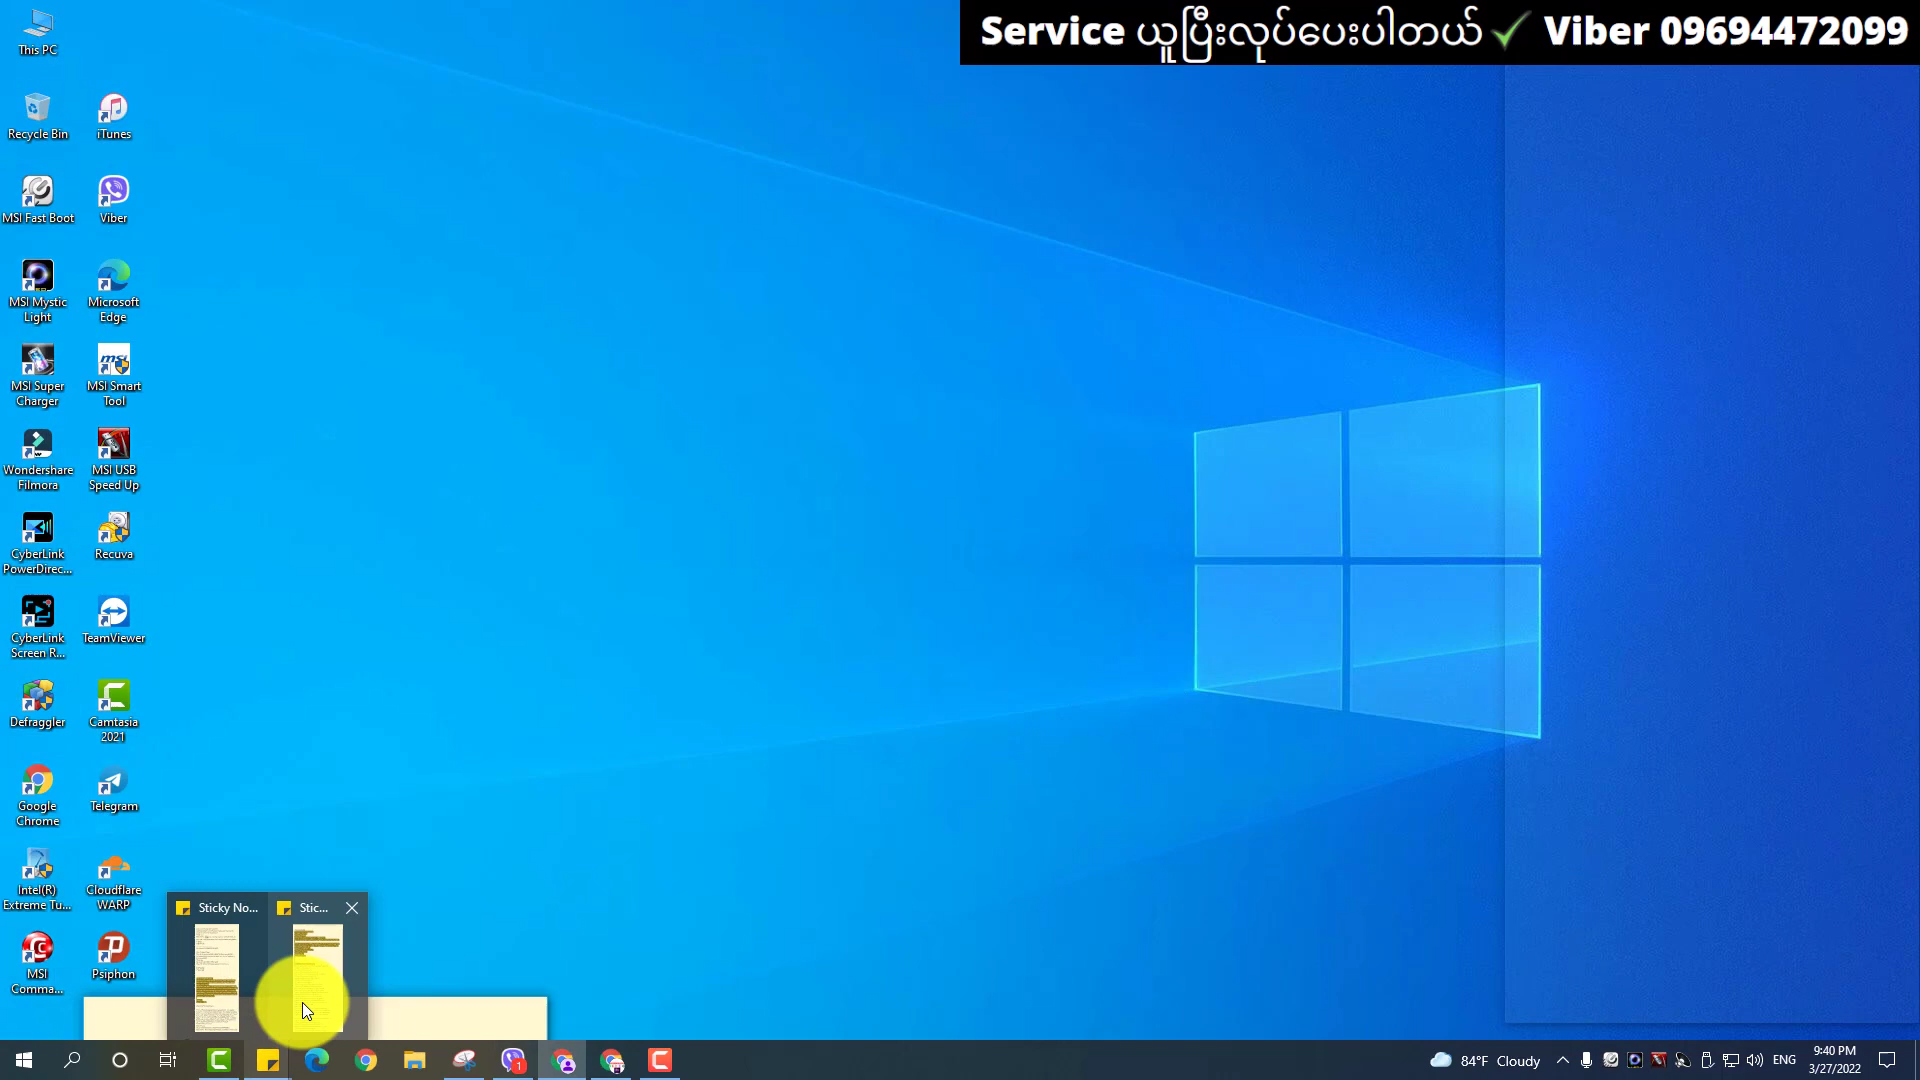 Service ယူပြီးလုပ်ပေးပါတယ် ✓ Viber 09694472099
This PC
Recycle Bin
iTunes
MSI Fast Boot
Viber
MSI Mystic
Light
Microsoft
Edge
MSI Super
Charger
MSI Smart
Tool
Wondershare
Filmora
MSI USB
Speed Up
CyberLink
PowerDirec...
Recuva
CyberLink
Screen R...
TeamViewer
Defraggler
Camtasia
2021
Google
Chrome
Telegram
Intel(R)
Extreme Tu...
Cloudflare
WARP
MSI
Comma...
Psiphon
Sticky No...
Stic...
84°F Cloudy
ENG
9:40 PM
3/27/2022